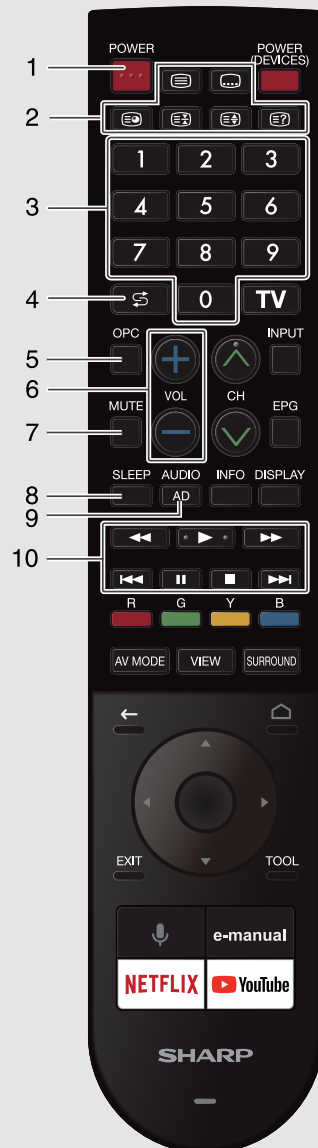 POWER
POWER
(DEVICES)
1
2
3
1 2 3
4 5 6
7 8 9
4
0 TV
5
OPC
INPUT
6
VOL
CH
7
MUTE
EPG
8
SLEEP AUDIO INFO DISPLAY
9
AD
10
R G Y B
AV MODE VIEW SURROUND
EXIT
TOOL
e-manual
NETFLIX YouTube
SHARP